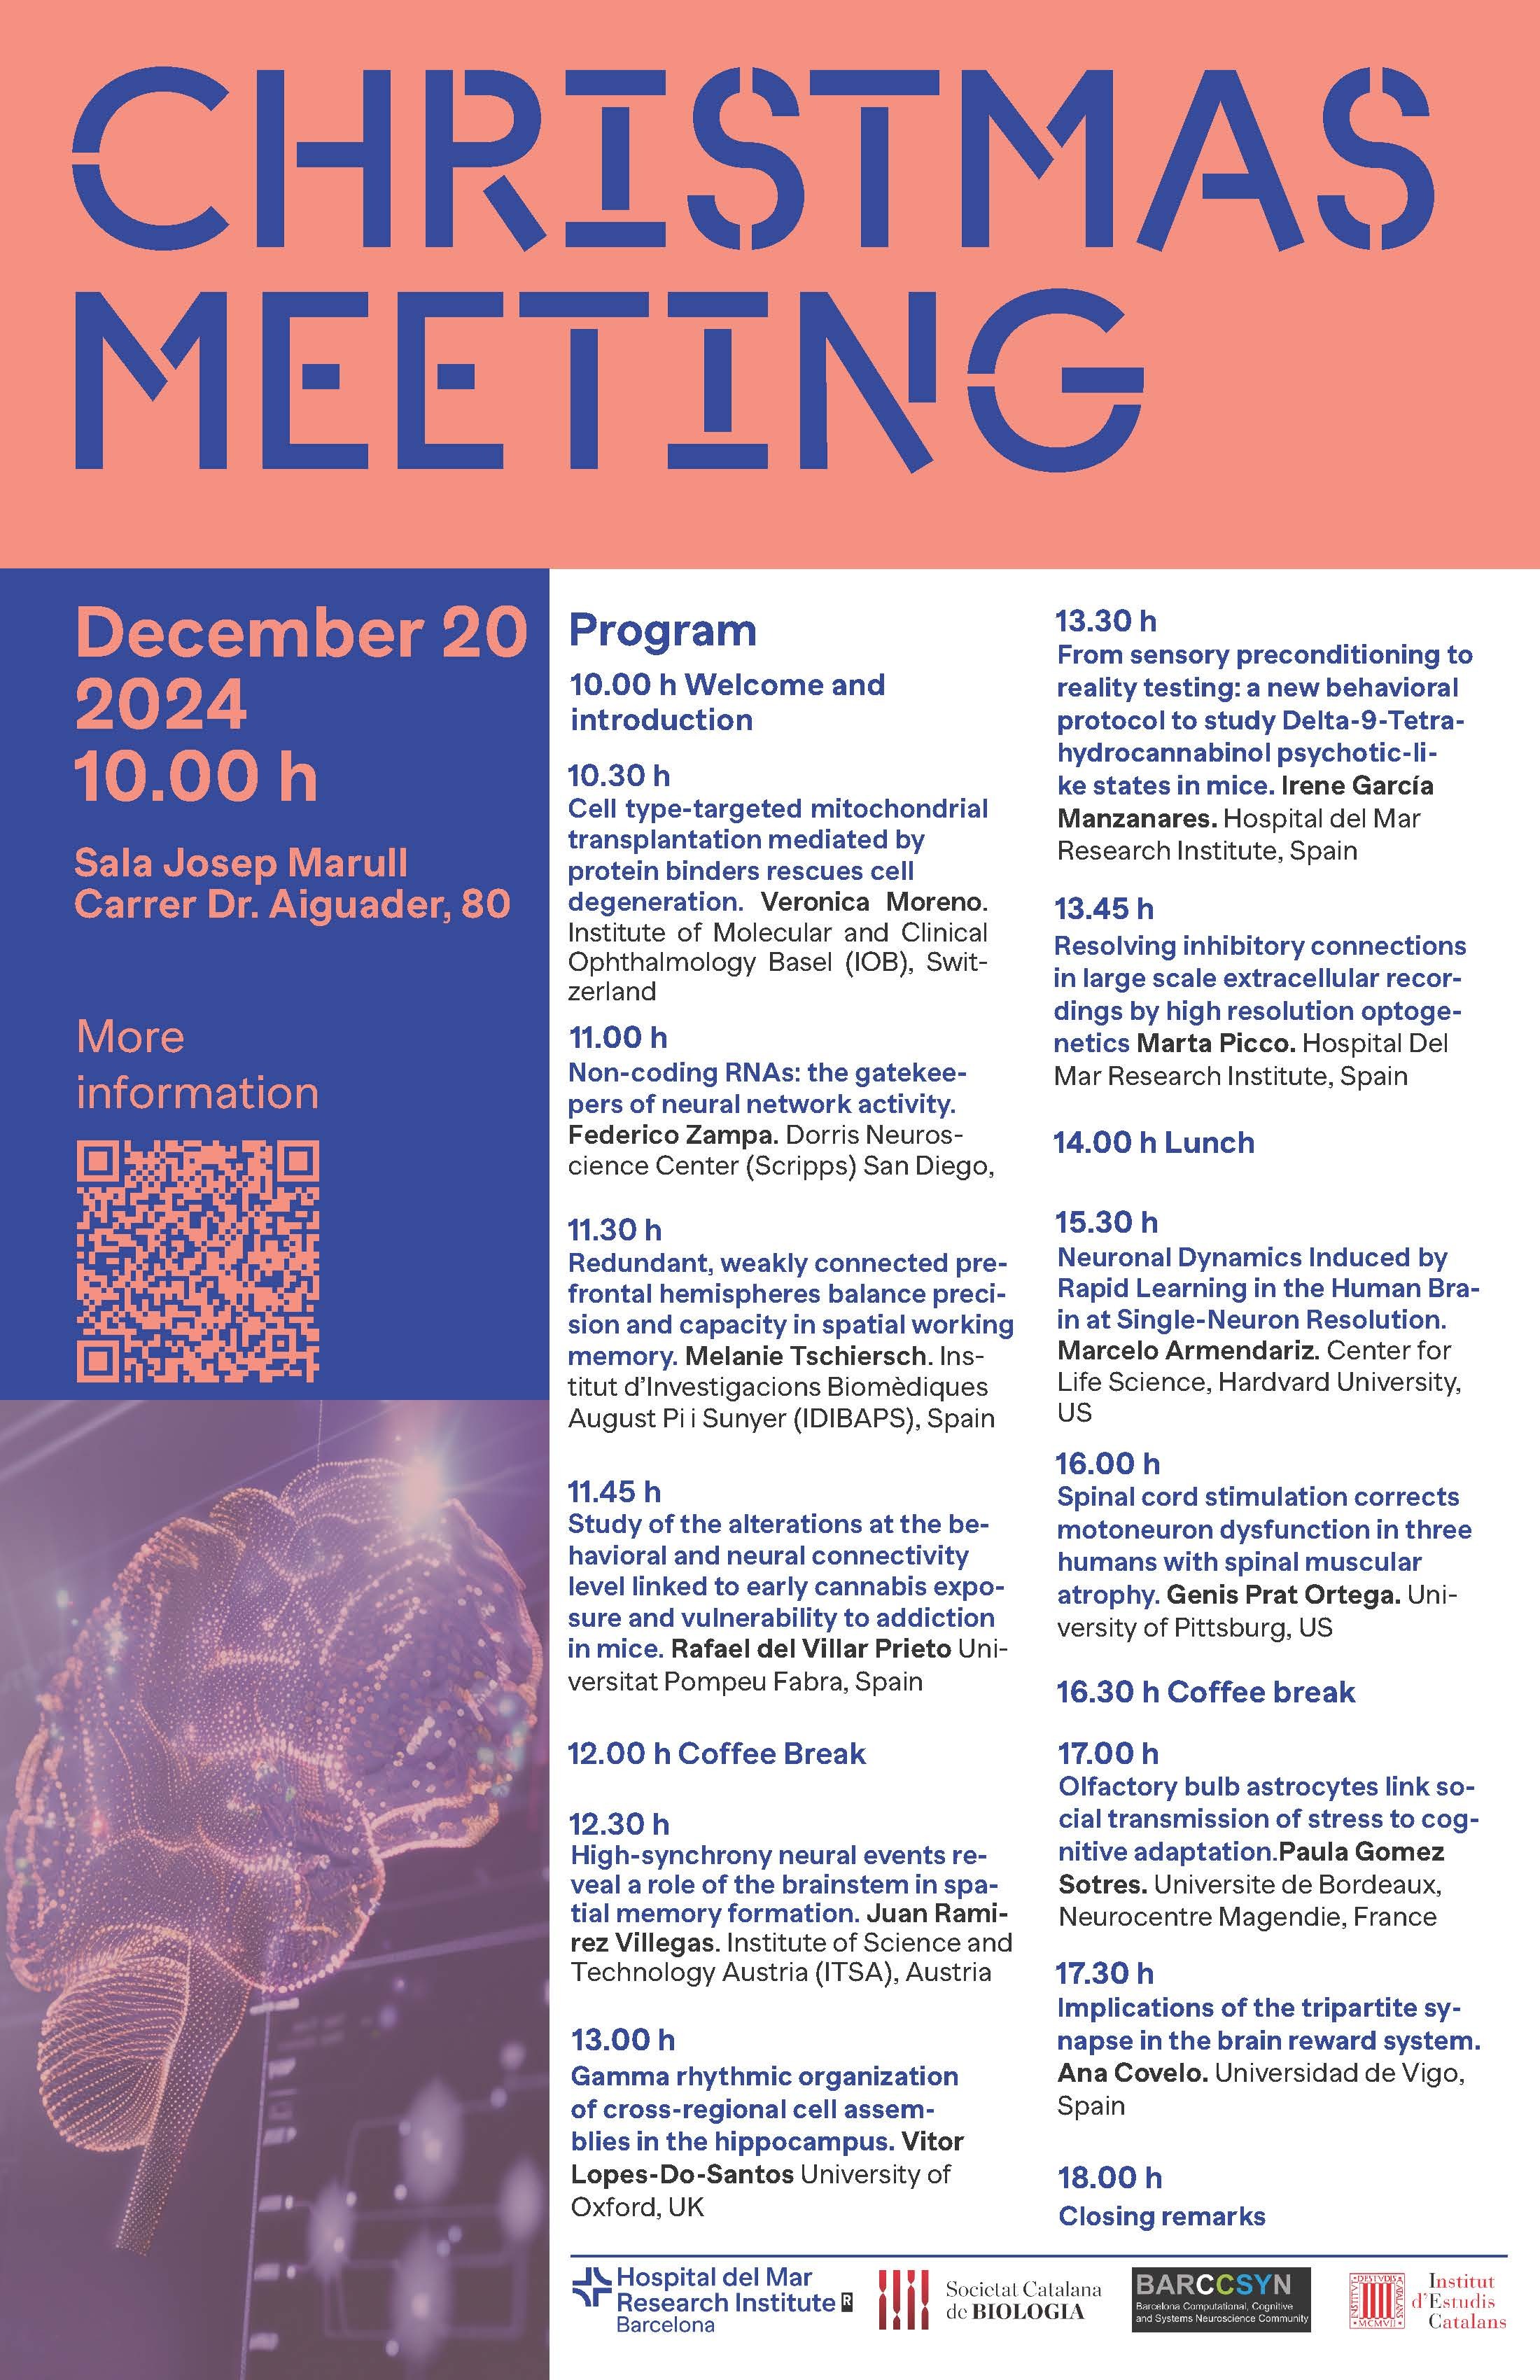 CHRISTMAS
MEETING
December 20
2024
10.00 h
Sala Josep Marull
Carrer Dr. Aiguader, 80
More
information
Program
10.00 h Welcome and
introduction
10.30 h
Cell type-targeted mitochondrial
transplantation mediated by
protein binders rescues cell
degeneration. Veronica Moreno.
Institute of Molecular and Clinical
Ophthalmology Basel (IOB), Swit-
zerland
11.00 h
Non-coding RNAs: the gatekee-
pers of neural network activity.
Federico Zampa. Dorris Neuros-
cience Center (Scripps) San Diego,
11.30 h
Redundant, weakly connected pre-
frontal hemispheres balance preci-
sion and capacity in spatial working
memory. Melanie Tschiersch. Ins-
titut d'Investigacions Biomèdiques
August Pi i Sunyer (IDIBAPS), Spain
11.45 h
Study of the alterations at the be-
havioral and neural connectivity
level linked to early cannabis expo-
sure and vulnerability to addiction
in mice. Rafael del Villar Prieto Uni-
versitat Pompeu Fabra, Spain
12.00 h Coffee Break
12.30 h
High-synchrony neural events re-
veal a role of the brainstem in spa-
tial memory formation. Juan Rami-
rez Villegas. Institute of Science and
Technology Austria (ITSA), Austria
13.00 h
Gamma rhythmic organization
of cross-regional cell assem-
blies in the hippocampus. Vitor
Lopes-Do-Santos University of
Oxford, UK
13.30 h
From sensory preconditioning to
reality testing: a new behavioral
protocol to study Delta-9-Tetra-
hydrocannabinol psychotic-li-
ke states in mice. Irene García
Manzanares. Hospital del Mar
Research Institute, Spain
13.45 h
Resolving inhibitory connections
in large scale extracellular recor-
dings by high resolution optoge-
netics Marta Picco. Hospital Del
Mar Research Institute, Spain
14.00 h Lunch
15.30 h
Neuronal Dynamics Induced by
Rapid Learning in the Human Bra-
in at Single-Neuron Resolution.
Marcelo Armendariz. Center for
Life Science, Hardvard University,
US
16.00 h
Spinal cord stimulation corrects
motoneuron dysfunction in three
humans with spinal muscular
atrophy. Genis Prat Ortega. Uni-
versity of Pittsburg, US
16.30 h Coffee break
17.00 h
Olfactory bulb astrocytes link so-
cial transmission of stress to cog-
nitive adaptation.Paula Gomez
Sotres. Universite de Bordeaux,
Neurocentre Magendie, France
17.30 h
Implications of the tripartite sy-
napse in the brain reward system.
Ana Covelo. Universidad de Vigo,
Spain
18.00 h
Closing remarks
Hospital del Mar
Research Institute R
Barcelona
Societat Catalana
de BIOLOGIA
BARCCSYN
Barcelona Computational, Cognitive
and Systems Neuroscience Community
INSTITVT
D'ESTVDIS
CATALANS
MCMVII
Institut
d'Estudis
Catalans